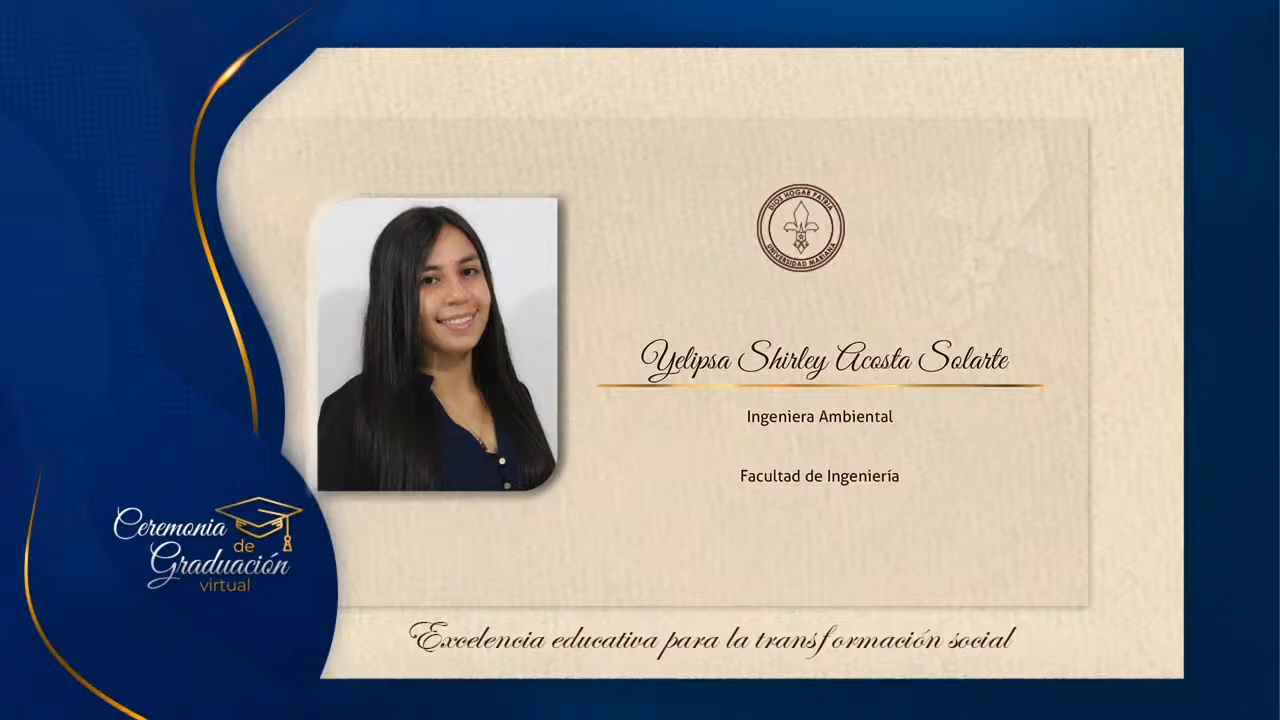 DIOS HOGAR PATRIA
UNIVERSIDAD MARIANA
Yelipsa Shirley Acosta Solarte
Ingeniera Ambiental
Facultad de Ingeniería
Ceremonia
de
Graduación
virtual
Excelencia educativa para la transformación social